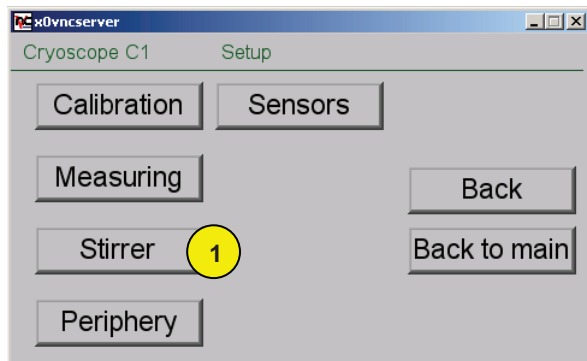 x0vncserver
Cryoscope C1 Setup
Calibration Sensors
Measuring
Back
Stirrer 1
Back to main
Periphery